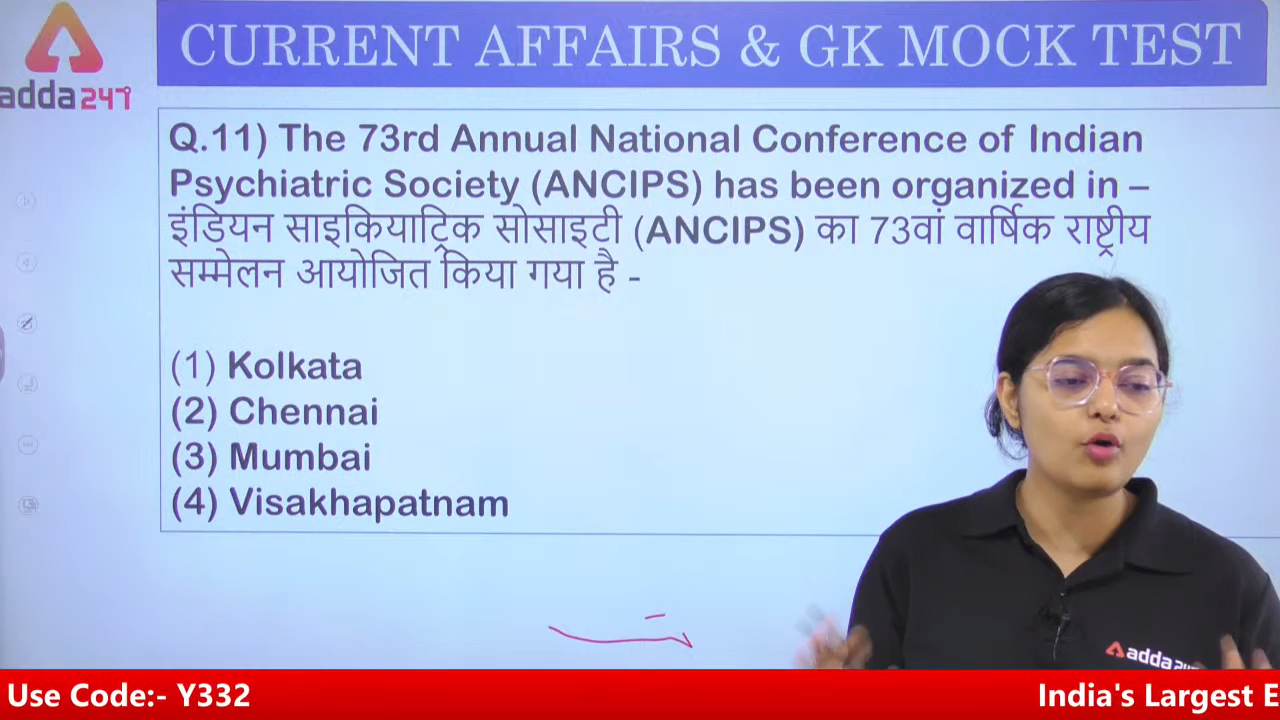 CURRENT AFFAIRS & GK MOCK TEST
adda247
Q.11) The 73rd Annual National Conference of Indian
Psychiatric Society (ANCIPS) has been organized in –
इंडियन साइकियाट्रिक सोसाइटी (ANCIPS) का 73वां वार्षिक राष्ट्रीय
सम्मेलन आयोजित किया गया है -
(1) Kolkata
(2) Chennai
(3) Mumbai
(4) Visakhapatnam
adda247
Use Code:- Y332
India's Largest E